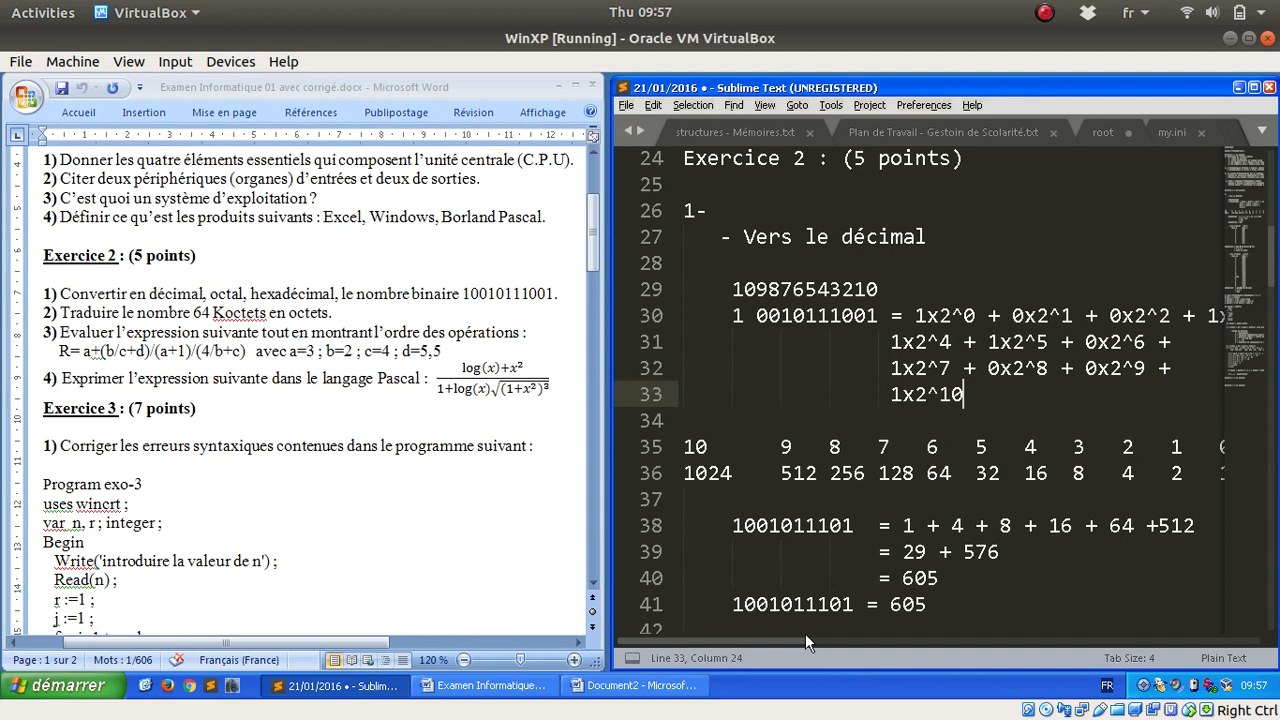 Activities VirtualBox Thu 09:57 fr
WinXP [Running] - Oracle VM VirtualBox
File Machine View Input Devices Help
Examen Informatique 01 avec corrigé.docx - Microsoft Word
Accueil Insertion Mise en page Références Publipostage Révision Affichage
1) Donner les quatre éléments essentiels qui composent l'unité centrale (C.P.U).
2) Citer deux périphériques (organes) d'entrées et deux de sorties.
3) C'est quoi un système d'exploitation ?
4) Définir ce qu'est les produits suivants : Excel, Windows, Borland Pascal.
Exercice 2 : (5 points)
1) Convertir en décimal, octal, hexadécimal, le nombre binaire 10010111001.
2) Traduire le nombre 64 Koctets en octets.
3) Evaluer l'expression suivante tout en montrant l'ordre des opérations :
R= a+(b/c+d)/(a+1)/(4/b+c) avec a=3 ; b=2 ; c=4 ; d=5,5
4) Exprimer l'expression suivante dans le langage Pascal : log(x)+x²
1+log(x)√(1+x²)³
Exercice 3 : (7 points)
1) Corriger les erreurs syntaxiques contenues dans le programme suivant :
Program exo-3
uses wincrt ;
var n, r ; integer ;
Begin
Write('introduire la valeur de n') ;
Read(n) ;
r :=1 ;
j :=1 ;
Page : 1 sur 2 Mots : 1/606 Français (France) 120 %
21/01/2016 • - Sublime Text (UNREGISTERED)
File Edit Selection Find View Goto Tools Project Preferences Help
structures - Mémoires.txt Plan de Travail - Gestoin de Scolarité.txt root my.ini
24 Exercice 2 : (5 points)
25
26 1-
27 - Vers le décimal
28
29 109876543210
30 1 0010111001 = 1x2^0 + 0x2^1 + 0x2^2 + 1x
31 1x2^4 + 1x2^5 + 0x2^6 +
32 1x2^7 + 0x2^8 + 0x2^9 +
33 1x2^10
34
35 10 9 8 7 6 5 4 3 2 1
36 1024 512 256 128 64 32 16 8 4 2
37
38 1001011101 = 1 + 4 + 8 + 16 + 64 +512
39 = 29 + 576
40 = 605
41 1001011101 = 605
42
Line 33, Column 24 Tab Size: 4 Plain Text
démarrer 21/01/2016 • - Sublim... Examen Informatique... Document2 - Microsof... FR 09:57
Right Ctrl